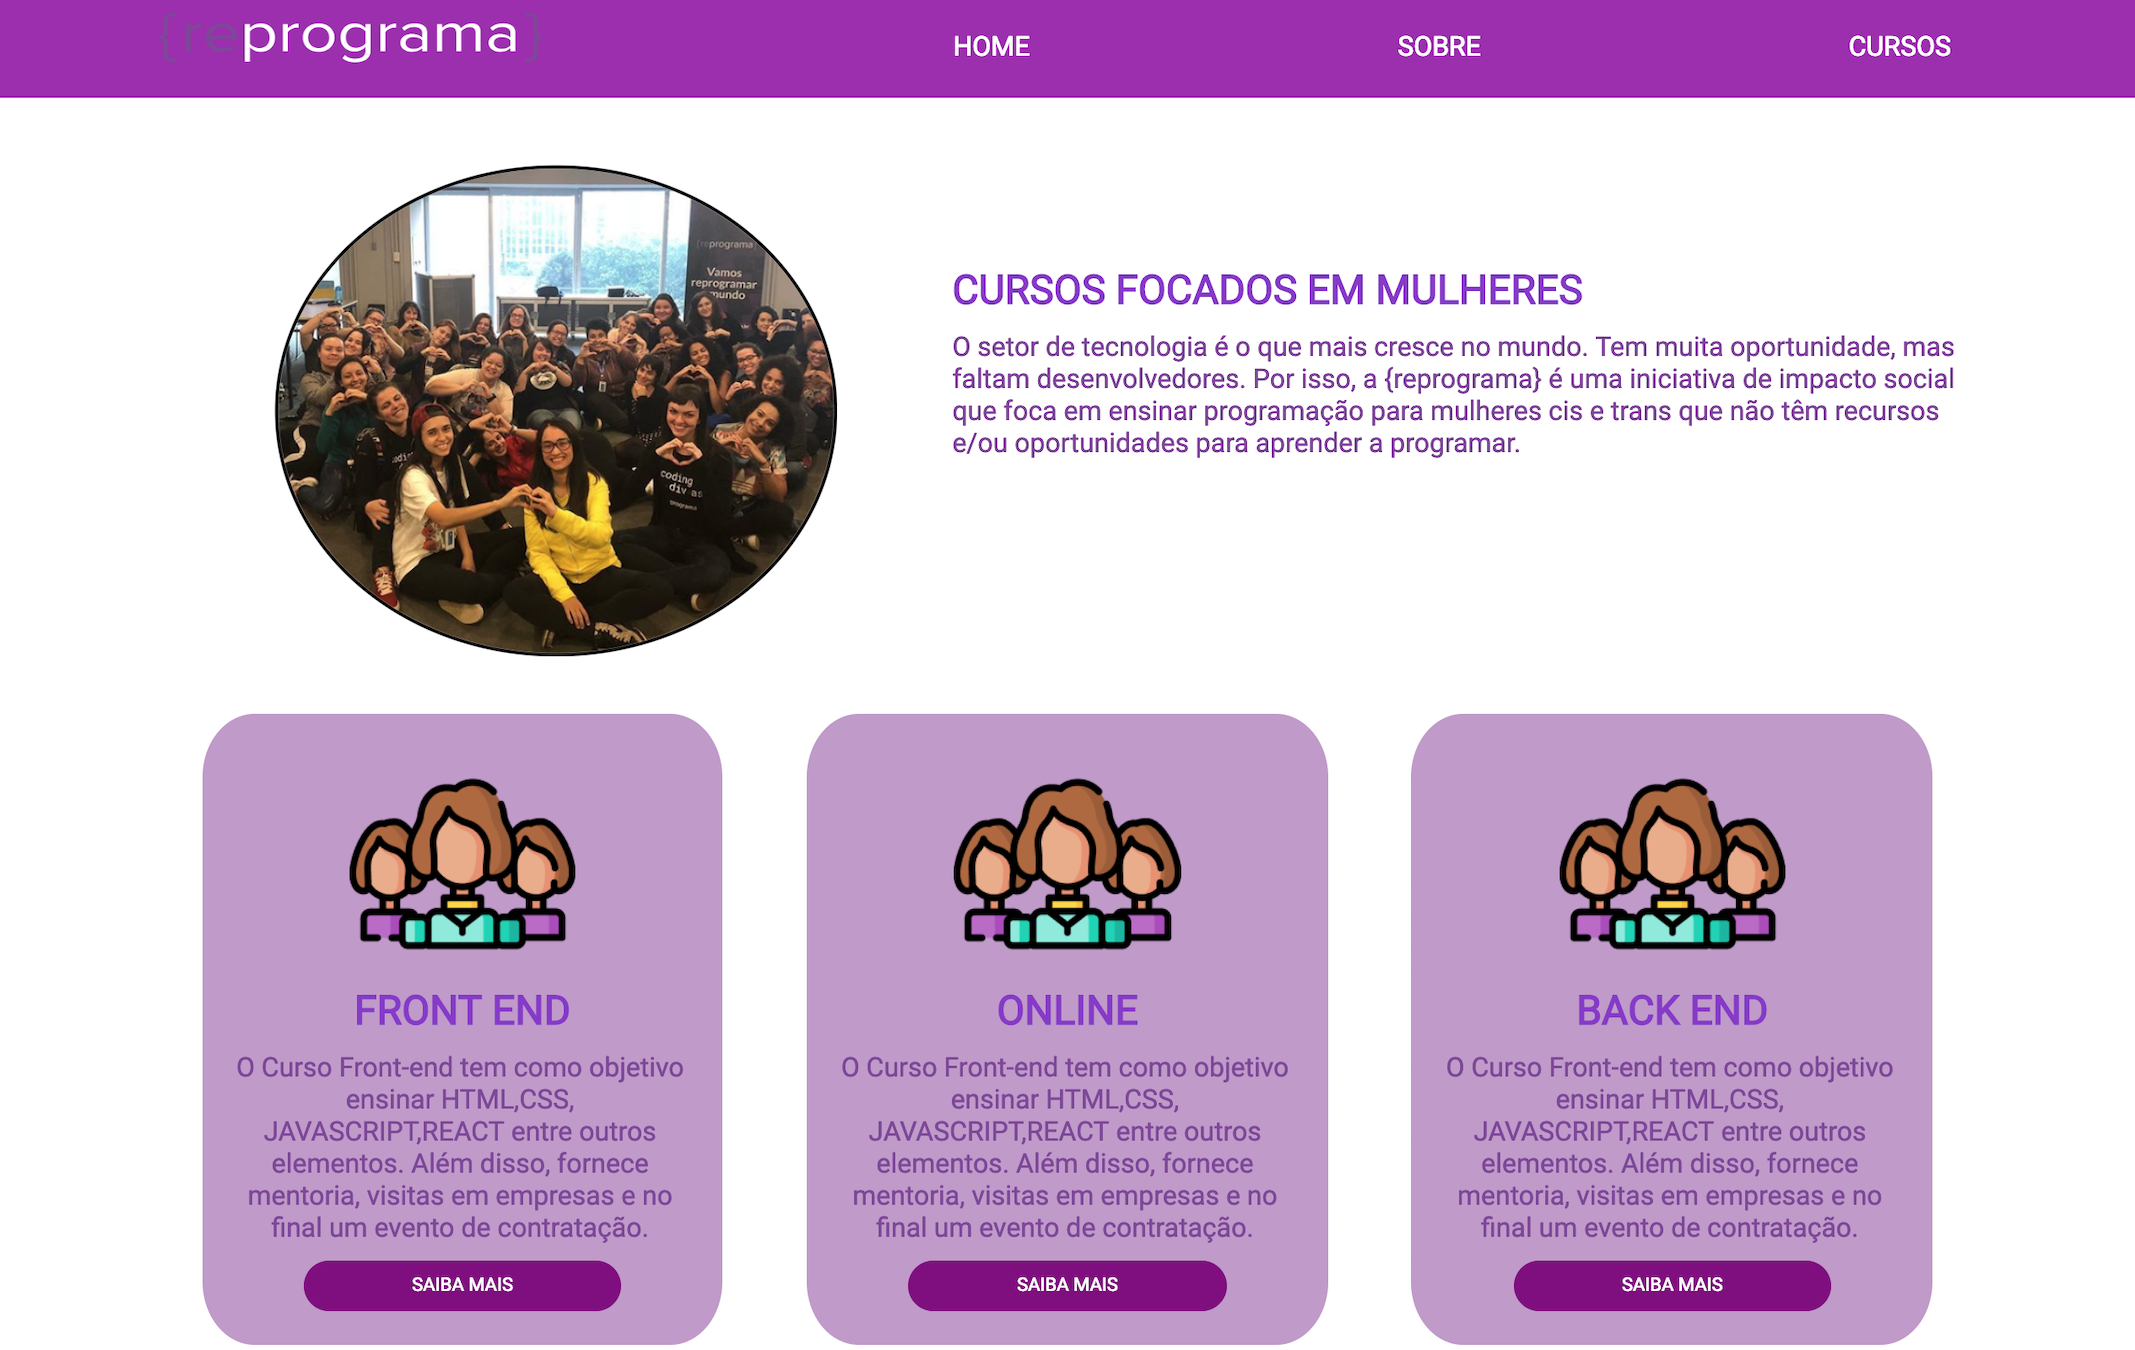 {reprograma}
HOME
SOBRE
CURSOS
{reprograma
Vamos
reprogramar
mundo
coding
div as
CURSOS FOCADOS EM MULHERES
O setor de tecnologia é o que mais cresce no mundo. Tem muita oportunidade, mas
faltam desenvolvedores. Por isso, a {reprograma} é uma iniciativa de impacto social
que foca em ensinar programação para mulheres cis e trans que não têm recursos
e/ou oportunidades para aprender a programar.
FRONT END
O Curso Front-end tem como objetivo
ensinar HTML,CSS,
JAVASCRIPT,REACT entre outros
elementos. Além disso, fornece
mentoria, visitas em empresas e no
final um evento de contratação.
SAIBA MAIS
ONLINE
O Curso Front-end tem como objetivo
ensinar HTML,CSS,
JAVASCRIPT,REACT entre outros
elementos. Além disso, fornece
mentoria, visitas em empresas e no
final um evento de contratação.
SAIBA MAIS
BACK END
O Curso Front-end tem como objetivo
ensinar HTML,CSS,
JAVASCRIPT,REACT entre outros
elementos. Além disso, fornece
mentoria, visitas em empresas e no
final um evento de contratação.
SAIBA MAIS